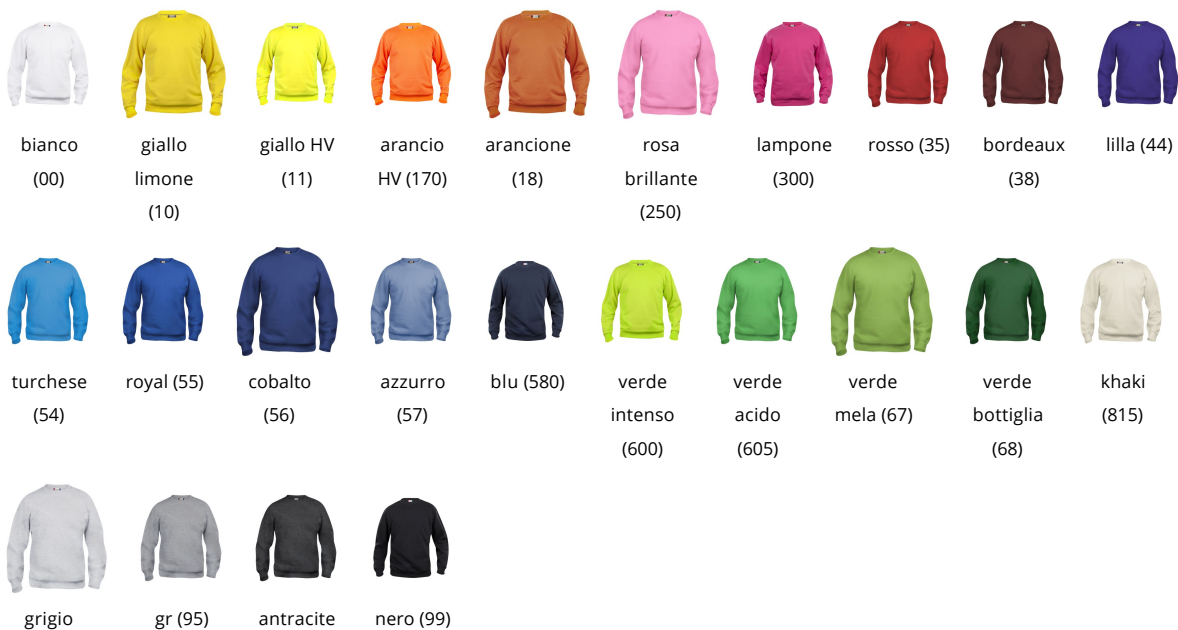 bianco giallo giallo HV arancio arancione rosa lampone rosso (35) bordeaux lilla (44)
(00) limone (11) HV (170) (18) brillante (300) (38)
(10) (250)
turchese royal (55) cobalto azzurro blu (580) verde verde verde verde khaki
(54) (56) (57) intenso acido mela (67) bottiglia (815)
(600) (605) (68)
grigio gr (95) antracite nero (99)